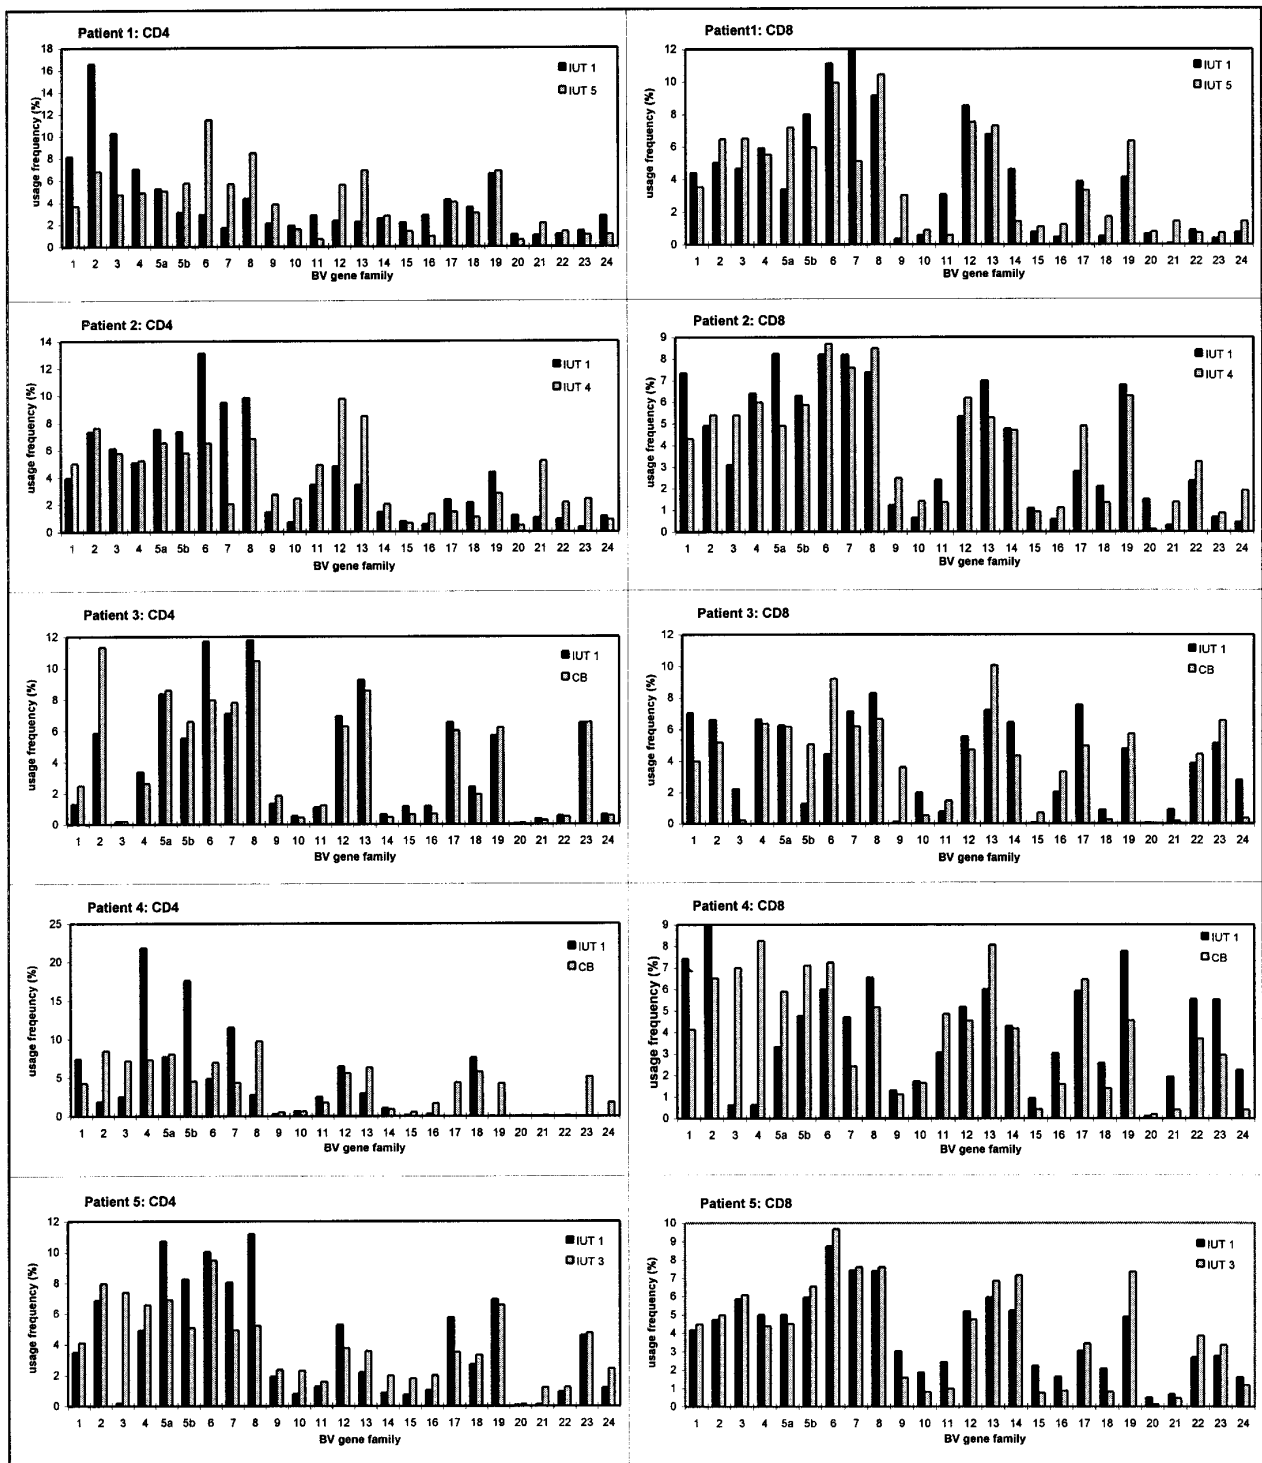 Patient 1: CD4
usage frequency (%)
18
16
14
12
10
8
6
4
2
0
IUT 1
IUT 5
1 2 3 4 5a 5b 6 7 8 9 10 11 12 13 14 15 16 17 18 19 20 21 22 23 24
BV gene family
Patient1: CD8
usage frequency (%)
12
10
8
6
4
2
0
IUT 1
IUT 5
1 2 3 4 5a 5b 6 7 8 9 10 11 12 13 14 15 16 17 18 19 20 21 22 23 24
BV gene family
Patient 2: CD4
usage frequency (%)
14
12
10
8
6
4
2
0
IUT 1
IUT 4
1 2 3 4 5a 5b 6 7 8 9 10 11 12 13 14 15 16 17 18 19 20 21 22 23 24
BV gene family
Patient 2: CD8
usage frequency (%)
9
8
7
6
5
4
3
2
1
0
IUT 1
IUT 4
1 2 3 4 5a 5b 6 7 8 9 10 11 12 13 14 15 16 17 18 19 20 21 22 23 24
BV gene family
Patient 3: CD4
usage frequency (%)
12
10
8
6
4
2
0
IUT 1
CB
1 2 3 4 5a 5b 6 7 8 9 10 11 12 13 14 15 16 17 18 19 20 21 22 23 24
BV gene family
Patient 3: CD8
usage frequency (%)
12
10
8
6
4
2
0
IUT 1
CB
1 2 3 4 5a 5b 6 7 8 9 10 11 12 13 14 15 16 17 18 19 20 21 22 23 24
BV gene family
Patient 4: CD4
usage freqeuncy (%)
25
20
15
10
5
0
IUT 1
CB
1 2 3 4 5a 5b 6 7 8 9 10 11 12 13 14 15 16 17 18 19 20 21 22 23 24
BV gene family
Patient 4: CD8
usage frequency (%)
9
8
7
6
5
4
3
2
1
0
IUT 1
CB
1 2 3 4 5a 5b 6 7 8 9 10 11 12 13 14 15 16 17 18 19 20 21 22 23 24
BV gene family
Patient 5: CD4
usage frequency (%)
12
10
8
6
4
2
0
IUT 1
IUT 3
1 2 3 4 5a 5b 6 7 8 9 10 11 12 13 14 15 16 17 18 19 20 21 22 23 24
BV gene family
Patient 5: CD8
usage frequency (%)
10
9
8
7
6
5
4
3
2
1
0
IUT 1
IUT 3
1 2 3 4 5a 5b 6 7 8 9 10 11 12 13 14 15 16 17 18 19 20 21 22 23 24
BV gene family